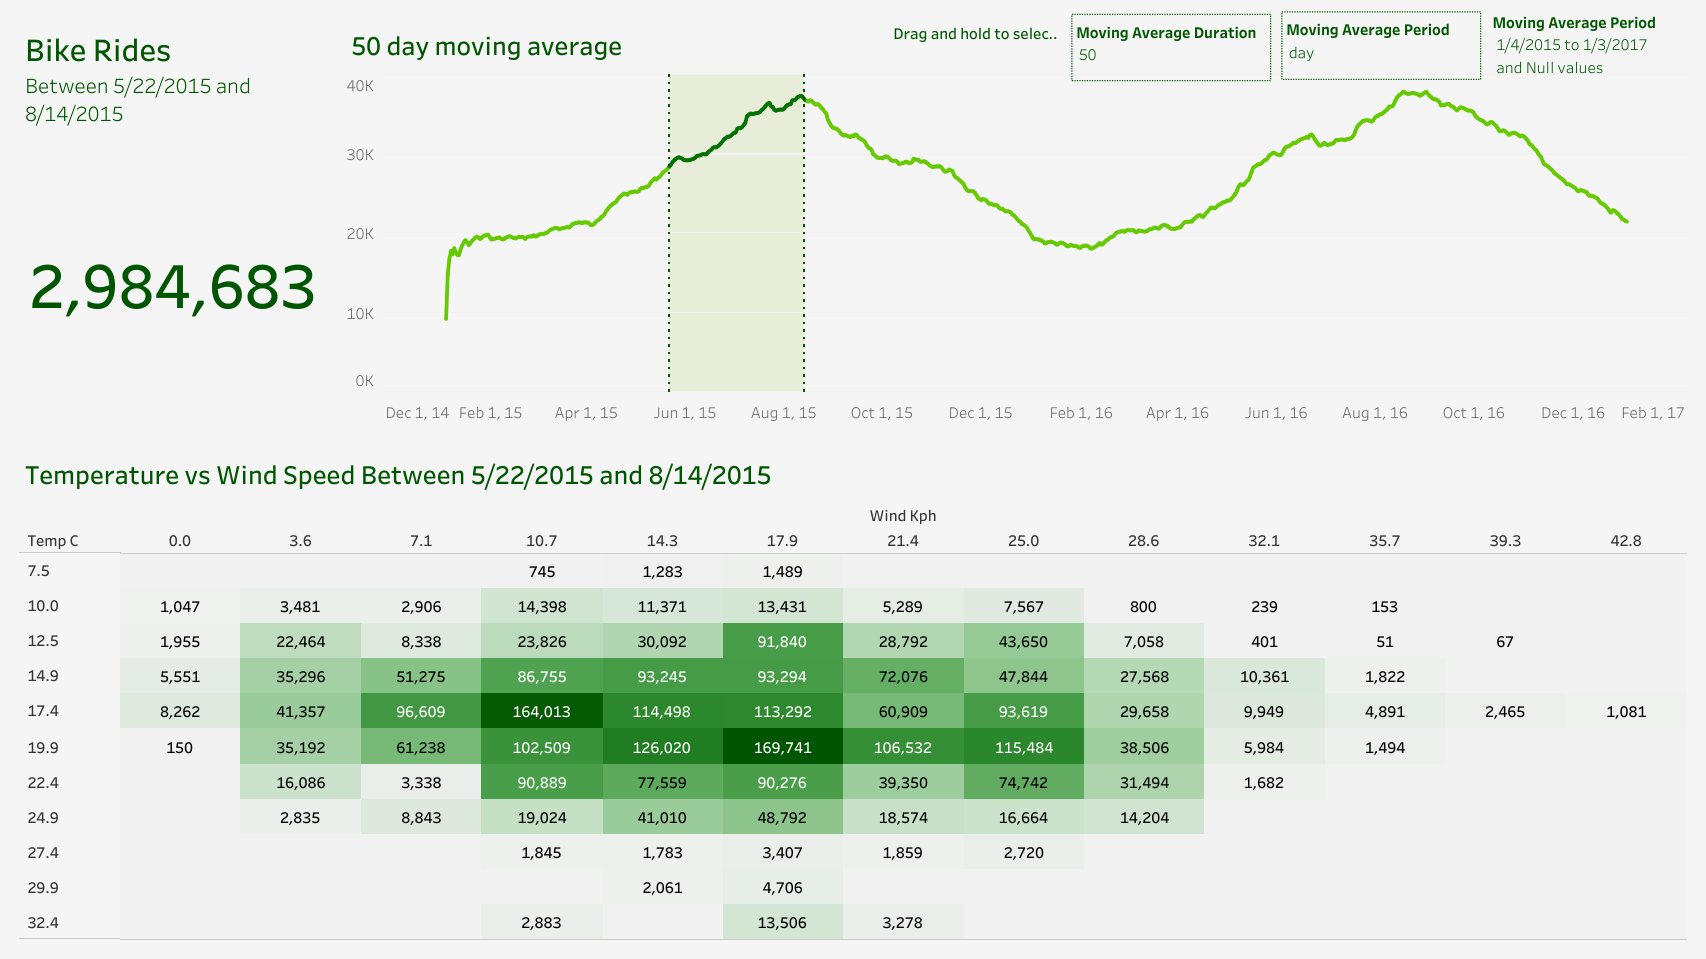 Bike Rides
Between 5/22/2015 and
8/14/2015
2,984,683
50 day moving average
Drag and hold to selec..
Moving Average Duration
50
Moving Average Period
day
Moving Average Period
1/4/2015 to 1/3/2017
and Null values
40K
30K
20K
10K
0K
Dec 1, 14 Feb 1, 15 Apr 1, 15 Jun 1, 15 Aug 1, 15 Oct 1, 15 Dec 1, 15 Feb 1, 16 Apr 1, 16 Jun 1, 16 Aug 1, 16 Oct 1, 16 Dec 1, 16 Feb 1, 17
Temperature vs Wind Speed Between 5/22/2015 and 8/14/2015
Wind Kph
Temp C 0.0 3.6 7.1 10.7 14.3 17.9 21.4 25.0 28.6 32.1 35.7 39.3 42.8
7.5 745 1,283 1,489
10.0 1,047 3,481 2,906 14,398 11,371 13,431 5,289 7,567 800 239 153
12.5 1,955 22,464 8,338 23,826 30,092 91,840 28,792 43,650 7,058 401 51 67
14.9 5,551 35,296 51,275 86,755 93,245 93,294 72,076 47,844 27,568 10,361 1,822
17.4 8,262 41,357 96,609 164,013 114,498 113,292 60,909 93,619 29,658 9,949 4,891 2,465 1,081
19.9 150 35,192 61,238 102,509 126,020 169,741 106,532 115,484 38,506 5,984 1,494
22.4 16,086 3,338 90,889 77,559 90,276 39,350 74,742 31,494 1,682
24.9 2,835 8,843 19,024 41,010 48,792 18,574 16,664 14,204
27.4 1,845 1,783 3,407 1,859 2,720
29.9 2,061 4,706
32.4 2,883 13,506 3,278